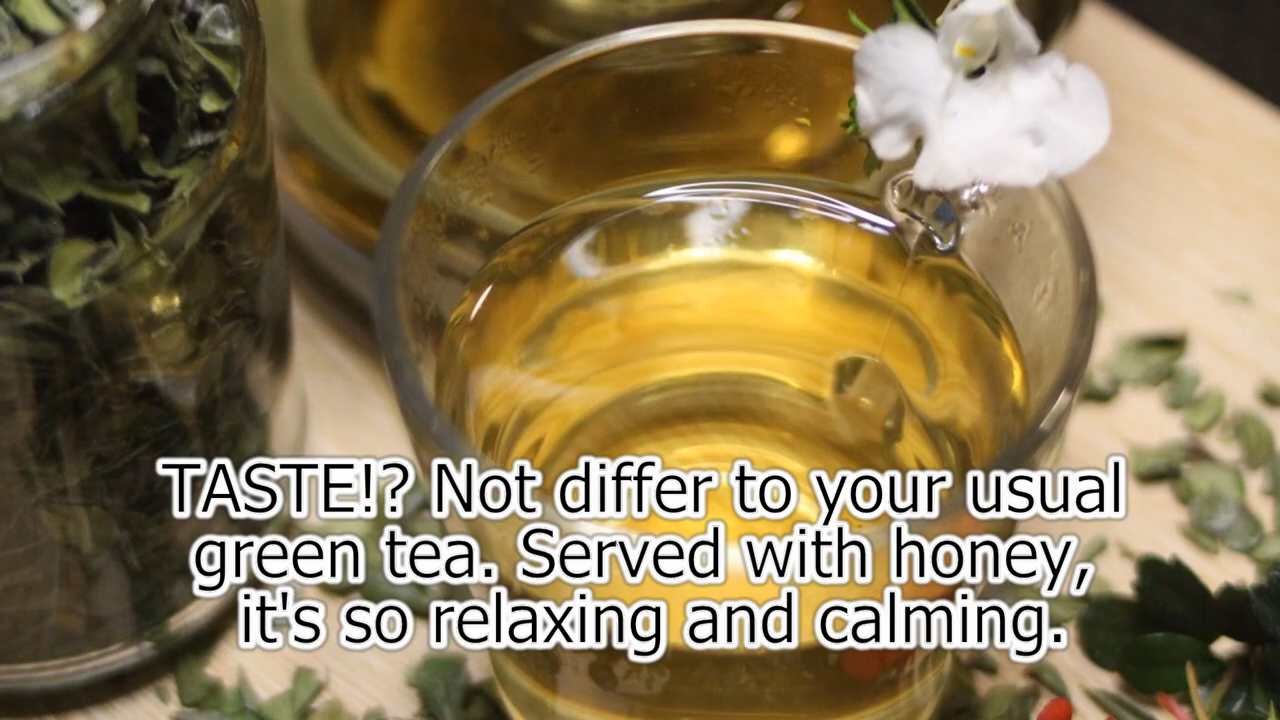 TASTE!? Not differ to your usual
green tea. Served with honey,
it's so relaxing and calming.